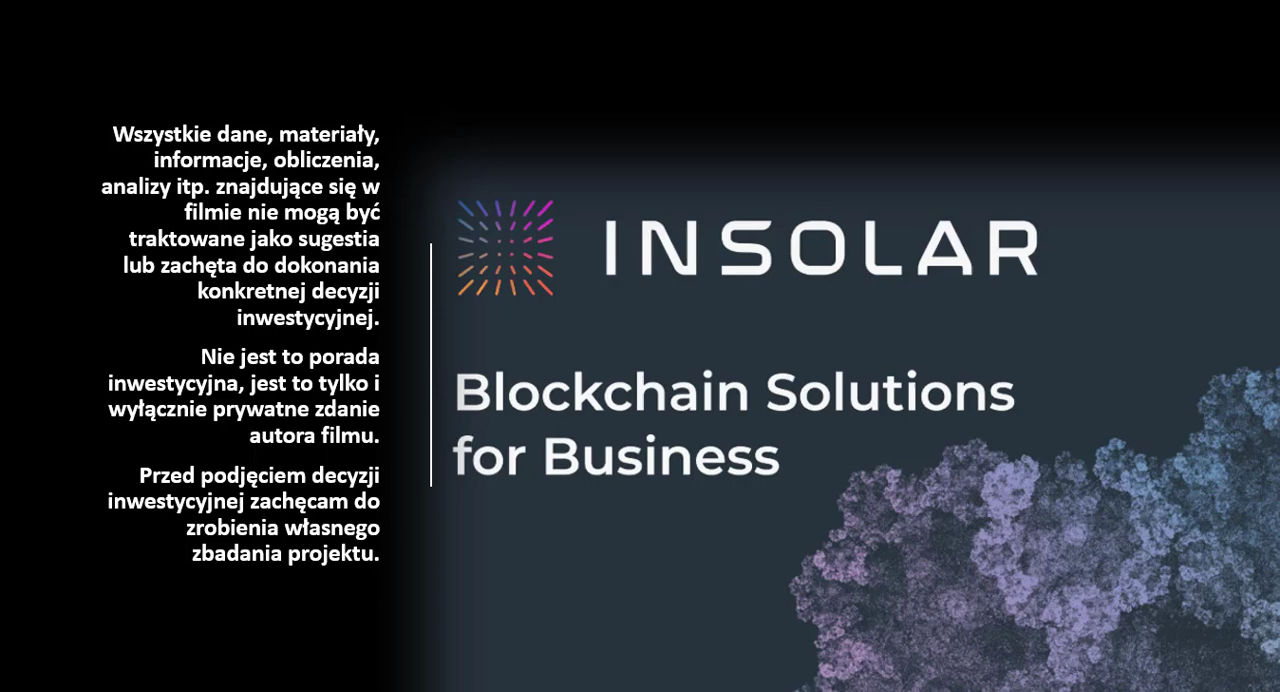 Wszystkie dane, materiały,
informacje, obliczenia,
analizy itp. znajdujące się w
filmie nie mogą być
traktowane jako sugestia
lub zachęta do dokonania
konkretnej decyzji
inwestycyjnej.
Nie jest to porada
inwestycyjna, jest to tylko i
wyłącznie prywatne zdanie
autora filmu.
Przed podjęciem decyzji
inwestycyjnej zachęcam do
zrobienia własnego
zbadania projektu.
INSOLAR
Blockchain Solutions
for Business